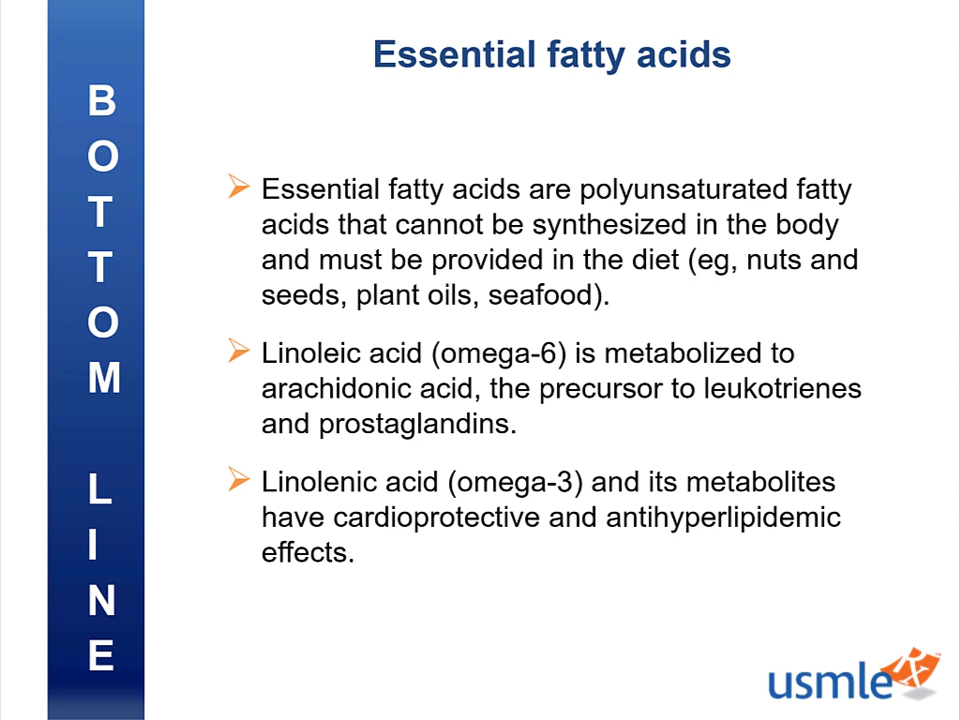 Essential fatty acids
BOTTOM LINE
Essential fatty acids are polyunsaturated fatty
acids that cannot be synthesized in the body
and must be provided in the diet (eg, nuts and
seeds, plant oils, seafood).
Linoleic acid (omega-6) is metabolized to
arachidonic acid, the precursor to leukotrienes
and prostaglandins.
Linolenic acid (omega-3) and its metabolites
have cardioprotective and antihyperlipidemic
effects.
usmle Rx